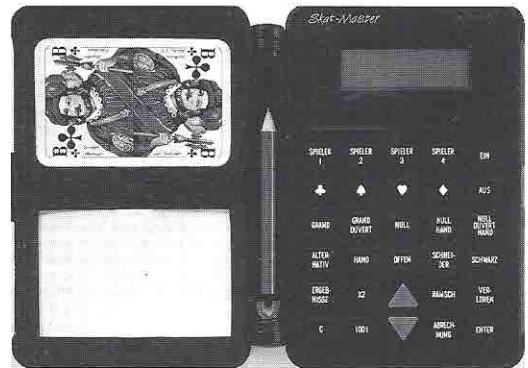 Skat-Master
B
B
B
B
SPIELER 1
SPIELER 2
SPIELER 3
SPIELER 4
EIN
AUS
GRAND
GRAND OUVERT
NULL
NULL HAND
NULL OUVERT HAND
ALTER-NATIV
HAND
OFFEN
SCHNEI-DER
SCHWARZ
ERGEB-NISSE
X2
RAMSCH
VER-LOREN
C
1001
ABRECH-NUNG
ENTER